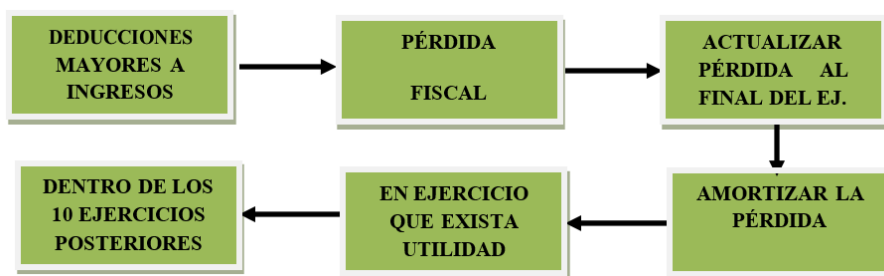 DEDUCCIONES
MAYORES A
INGRESOS
PÉRDIDA
FISCAL
ACTUALIZAR
PÉRDIDA AL
FINAL DEL EJ.
AMORTIZAR LA
PÉRDIDA
EN EJERCICIO
QUE EXISTA
UTILIDAD
DENTRO DE LOS
10 EJERCICIOS
POSTERIORES